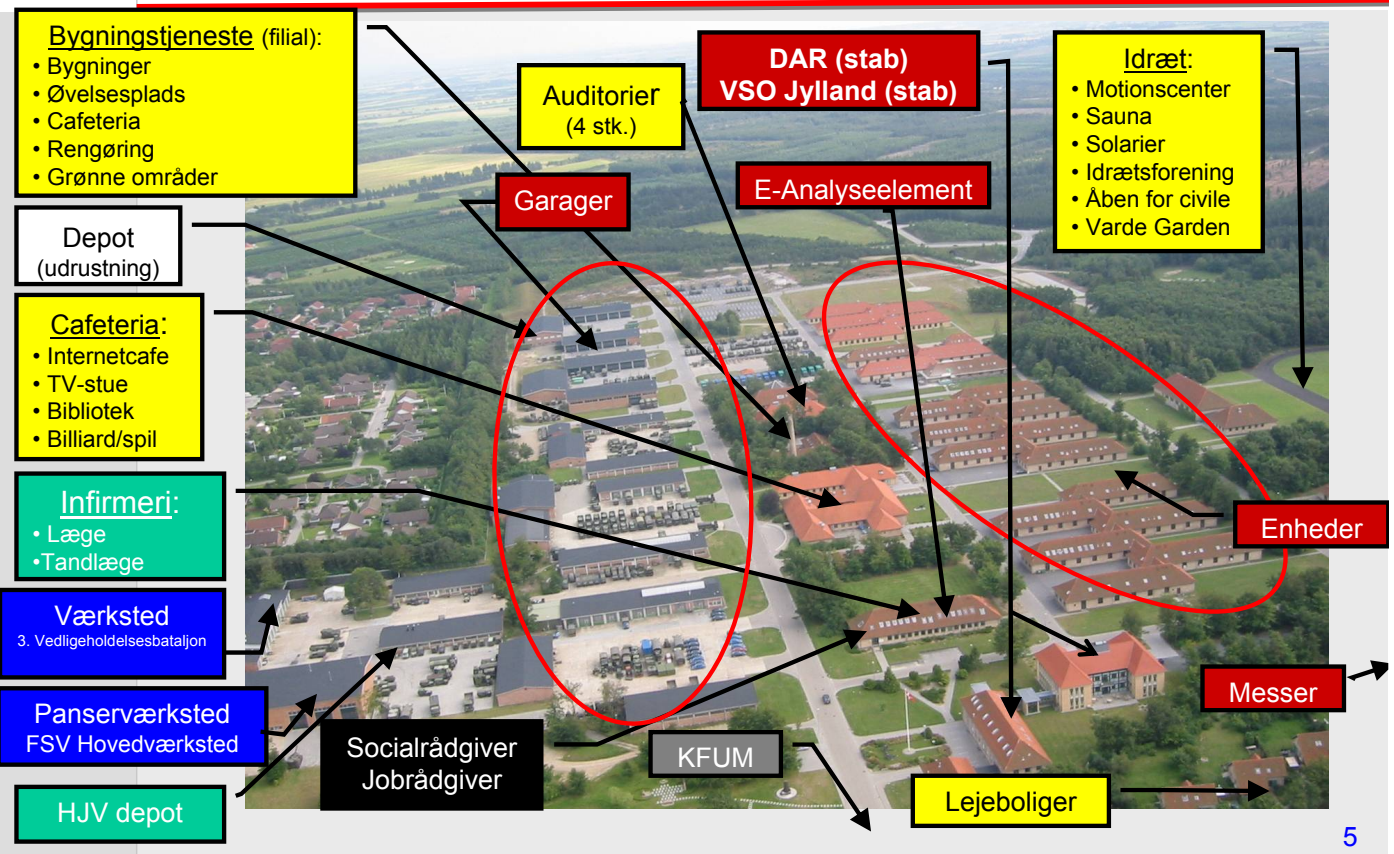 Bygningstjeneste (filial):
• Bygninger
• Øvelsesplads
• Cafeteria
• Rengøring
• Grønne områder
Auditorier
(4 stk.)
DAR (stab)
VSO Jylland (stab)
Idræt:
• Motionscenter
• Sauna
• Solarier
• Idrætsforening
• Åben for civile
• Varde Garden
Garager
E-Analyseelement
Depot
(udrustning)
Cafeteria:
• Internetcafe
• TV-stue
• Bibliotek
• Billiard/spil
Infirmeri:
• Læge
•Tandlæge
Enheder
Værksted
3. Vedligeholdelsesbataljon
Messer
Panserværksted
FSV Hovedværksted
Socialrådgiver
Jobrådgiver
KFUM
HJV depot
Lejeboliger
5